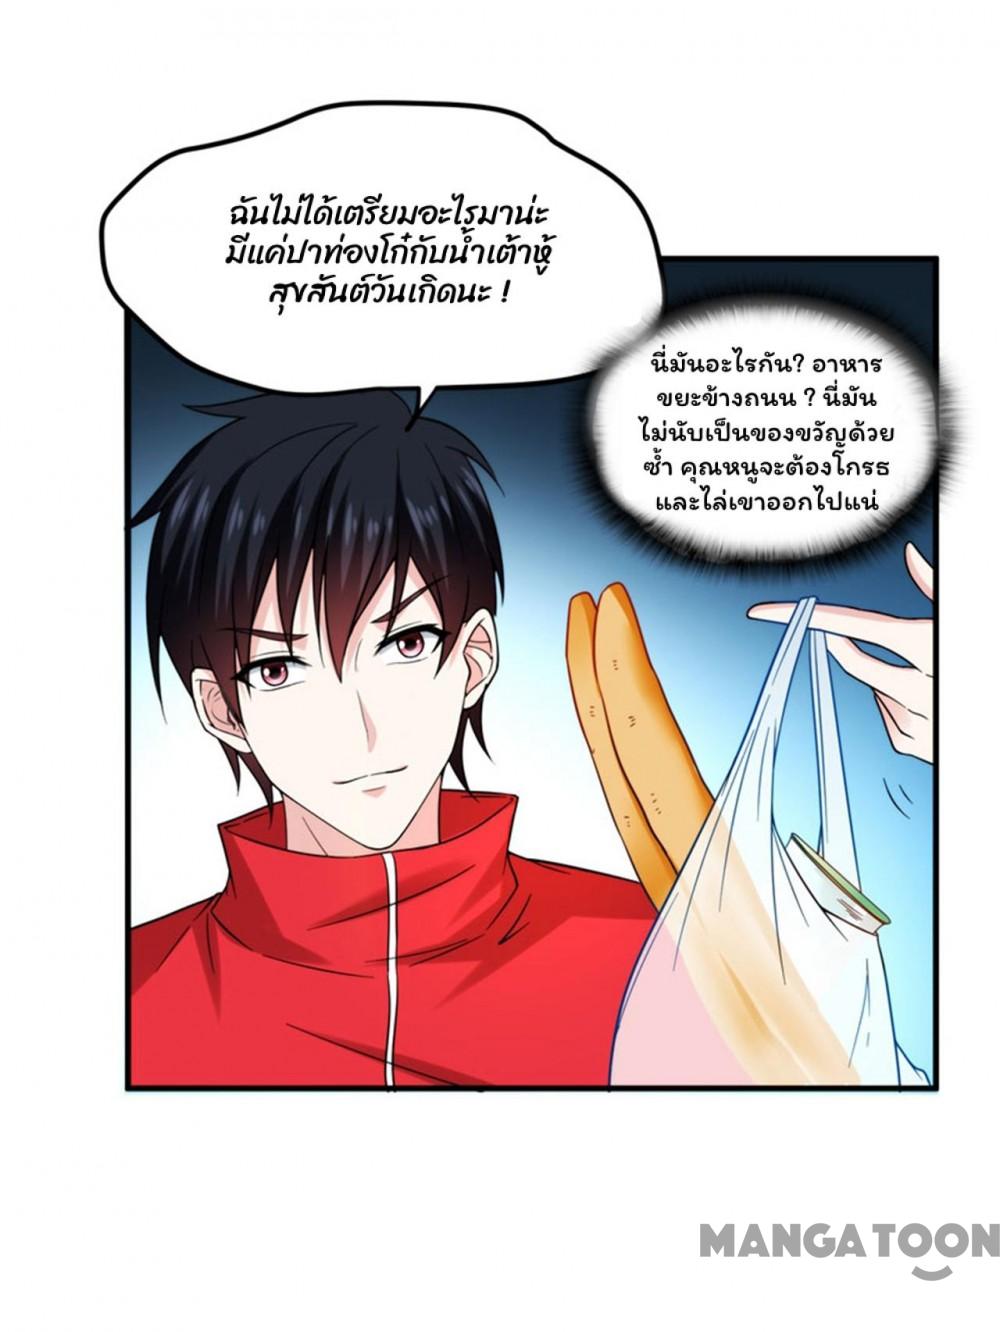 ฉันไม่ได้เตรียมอะไรมาน่ะ
มีแค่ปาท่องโก๋กับน้ำเต้าหู้
สุขสันต์วันเกิดนะ !
นี่มันอะไรกัน? อาหาร
ขยะข้างถนน ? นี่มัน
ไม่นับเป็นของขวัญด้วย
ซ้ำ คุณหนูจะต้องโกรธ
และไล่เขาออกไปแน่
MANGATOON